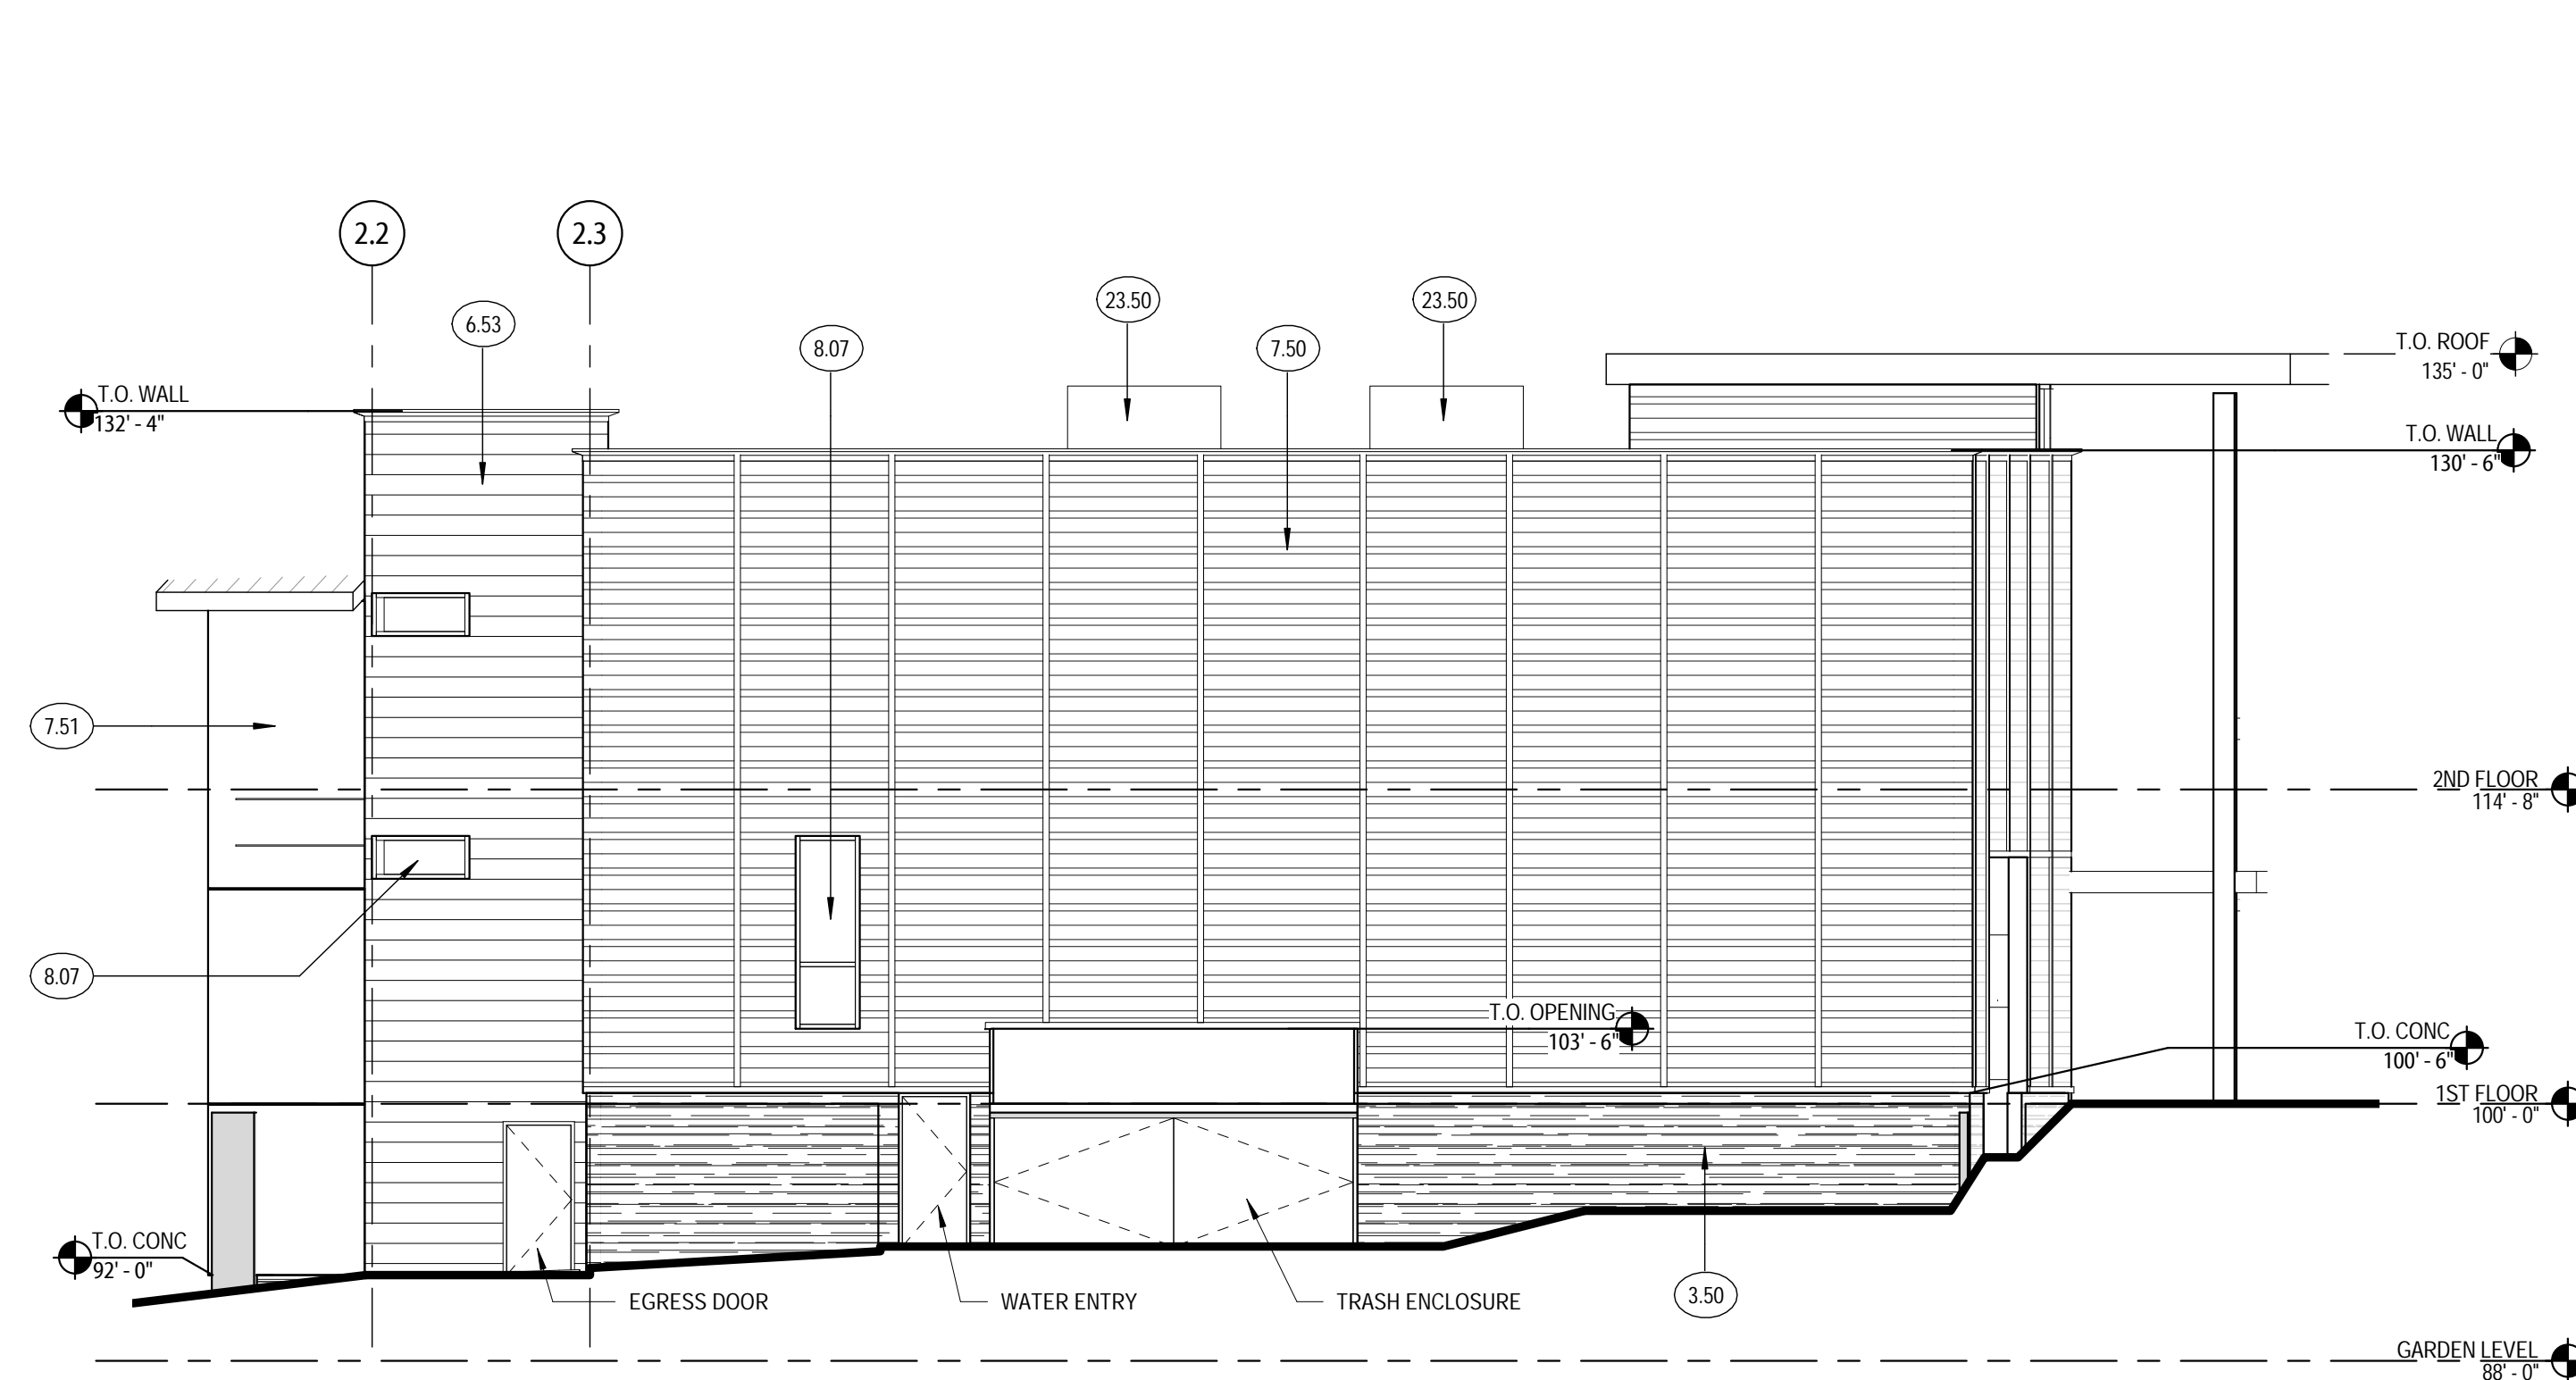 2.2
2.3
6.53
23.50
23.50
8.07
7.50
T.O. ROOF
135' - 0"
T.O. WALL
132' - 4"
T.O. WALL
130' - 6"
7.51
2ND FLOOR
114' - 8"
8.07
T.O. OPENING
103' - 6"
T.O. CONC
100' - 6"
1ST FLOOR
100' - 0"
T.O. CONC
92' - 0"
EGRESS DOOR
WATER ENTRY
TRASH ENCLOSURE
3.50
GARDEN LEVEL
88' - 0"